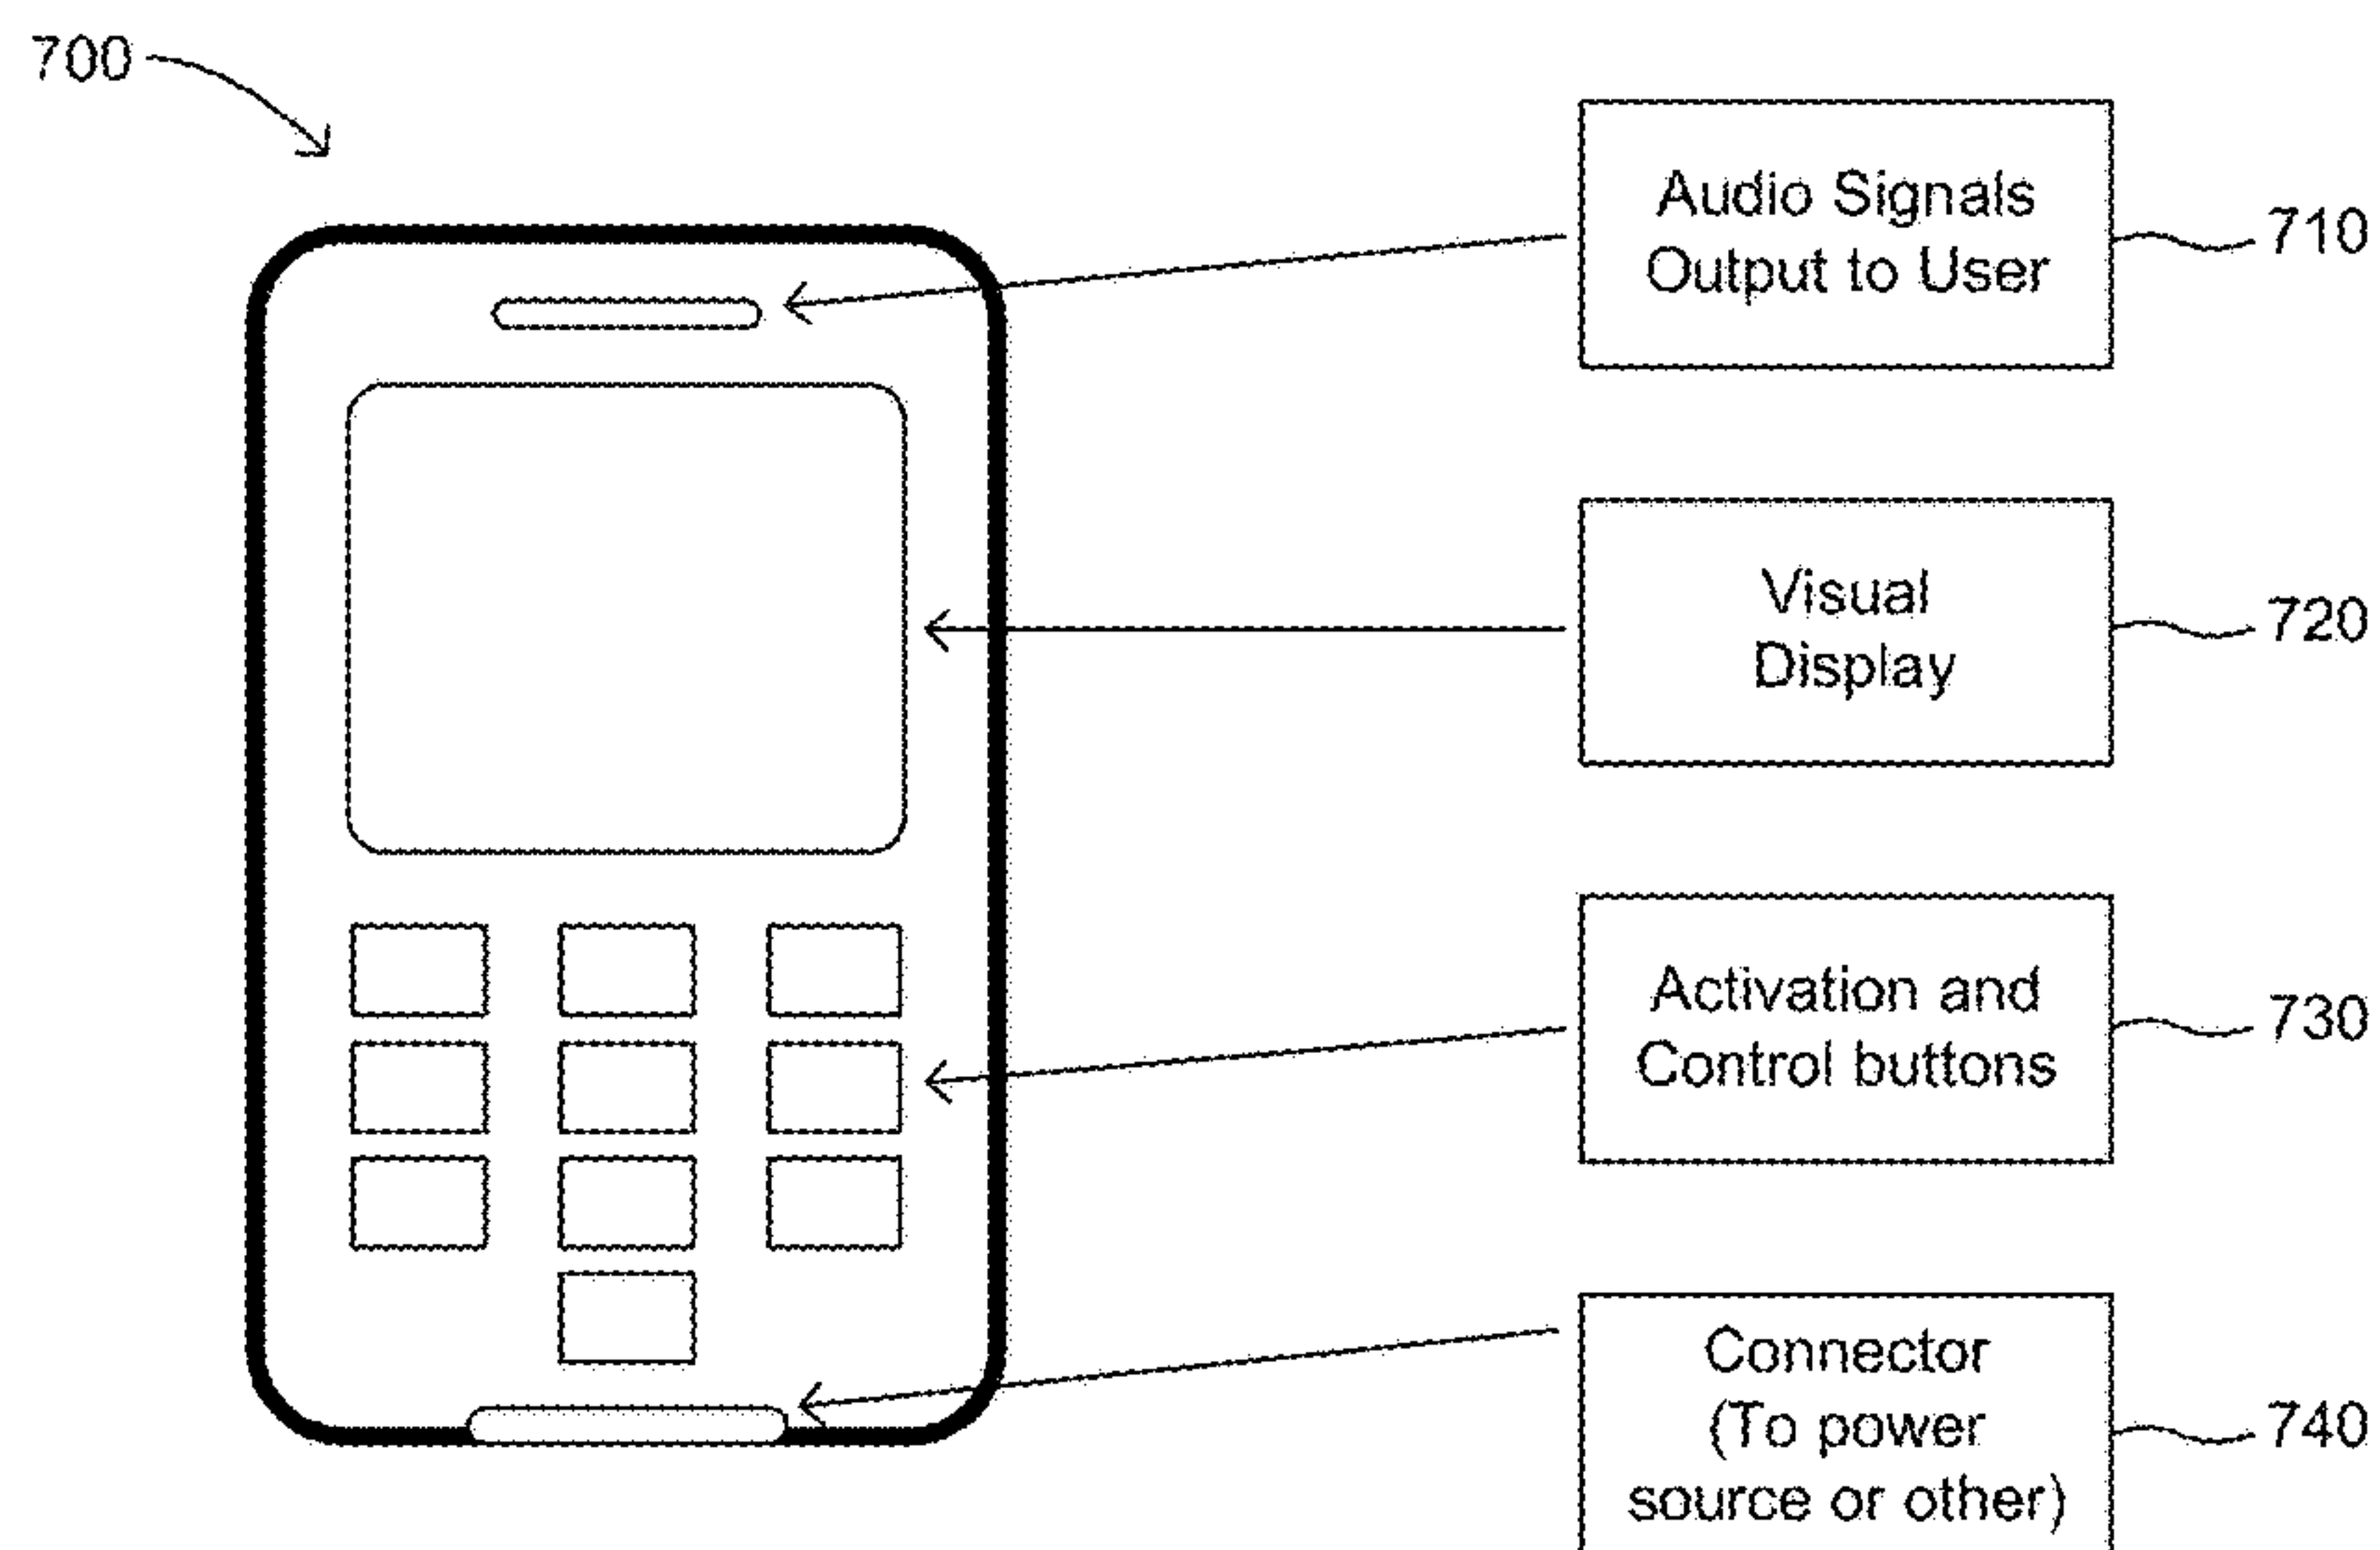 700
Audio Signals
Output to User
710
Visual
Display
720
Activation and
Control buttons
730
Connector
(To power
source or other)
740